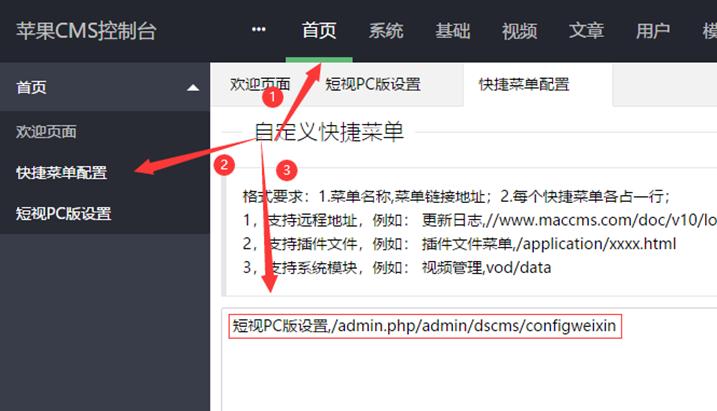 苹果CMS控制台
••• 首页 系统 基础 视频 文章 用户
首页
欢迎页面
快捷菜单配置
短视PC版设置
欢迎页面 短视PC版设置 快捷菜单配置
1
自定义快捷菜单
2
3
格式要求：1.菜单名称,菜单链接地址；2.每个快捷菜单各占一行；
1，支持远程地址，例如： 更新日志,//www.maccms.com/doc/v10/lo
2，支持插件文件，例如： 插件文件菜单,/application/xxxx.html
3，支持系统模块，例如： 视频管理,vod/data
短视PC版设置,/admin.php/admin/dscms/configweixin